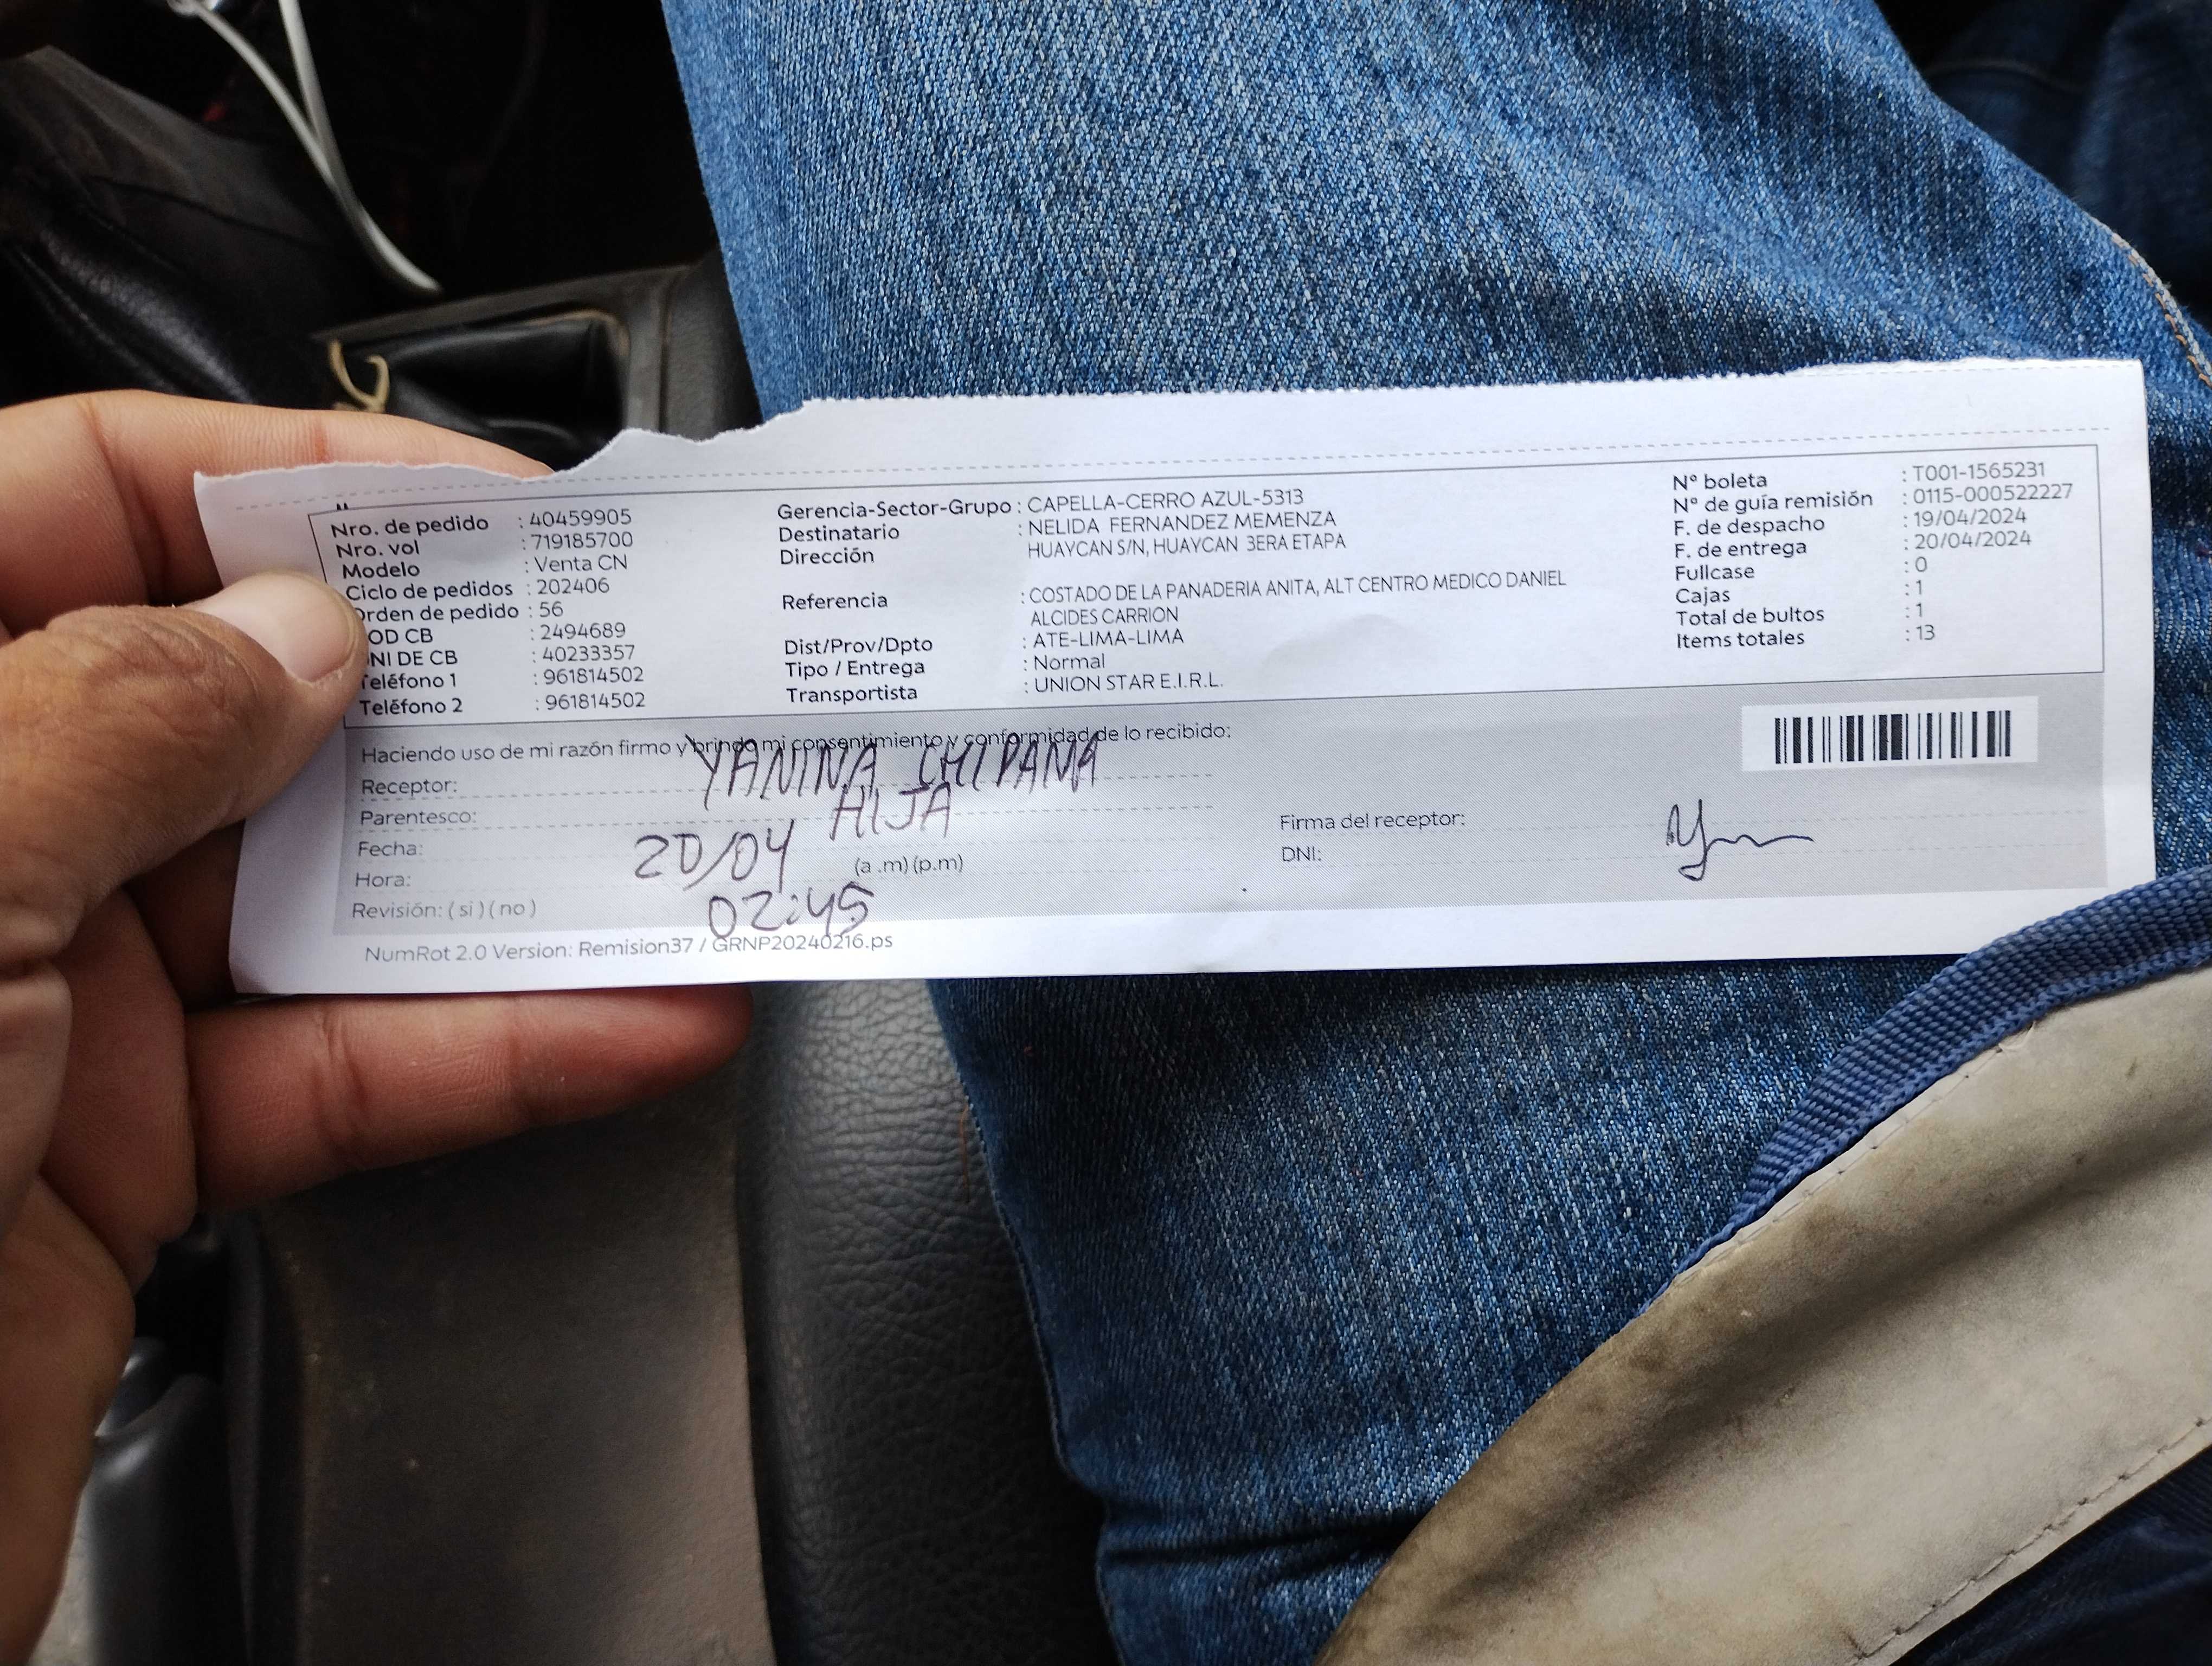 Nro. de pedido : 40459905
Nro. vol : 719185700
Modelo : Venta CN
Ciclo de pedidos : 202406
Orden de pedido : 56
OD CB : 2494689
NI DE CB : 40233357
Teléfono 1 : 961814502
Teléfono 2 : 961814502
Gerencia-Sector-Grupo : CAPELLA-CERRO AZUL-5313
Destinatario : NELIDA FERNANDEZ MEMENZA
Dirección HUAYCAN S/N, HUAYCAN 3ERA ETAPA
Referencia : COSTADO DE LA PANADERIA ANITA, ALT CENTRO MEDICO DANIEL
ALCIDES CARRION
Dist/Prov/Dpto : ATE-LIMA-LIMA
Tipo / Entrega : Normal
Transportista : UNION STAR E.I.R.L.
N° boleta : T001-1565231
N° de guía remisión : 0115-000522227
F. de despacho : 19/04/2024
F. de entrega : 20/04/2024
Fullcase : 0
Cajas : 1
Total de bultos : 1
Items totales : 13
Haciendo uso de mi razón firmo y brindo mi consentimiento y conformidad de lo recibido:
Receptor: YANINA CHIPANA
Parentesco: HIJA
Fecha: 20/04
Hora: (a .m) (p.m)
02:45
Revisión: ( si ) ( no )
Firma del receptor:
DNI:
NumRot 2.0 Version: Remision37 / GRNP20240216.ps